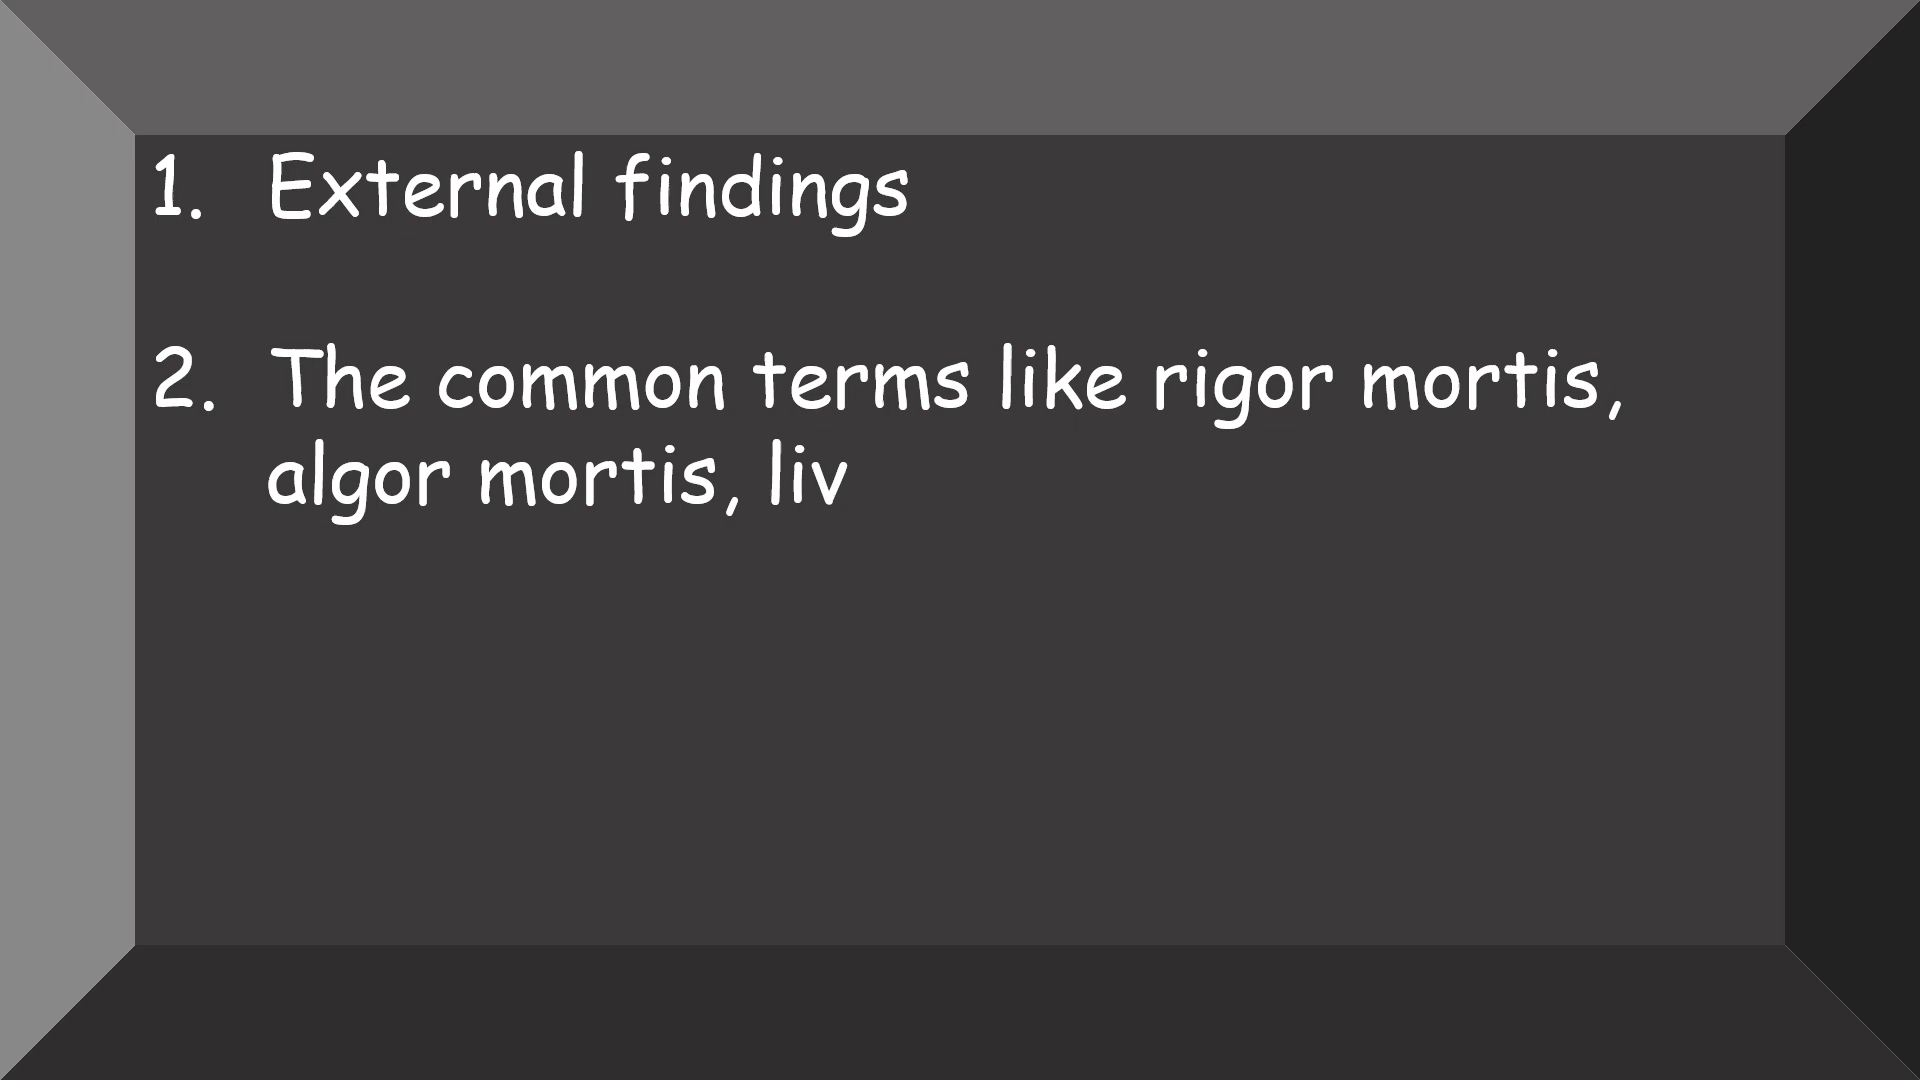 1. External findings
2. The common terms like rigor mortis,
algor mortis, liv